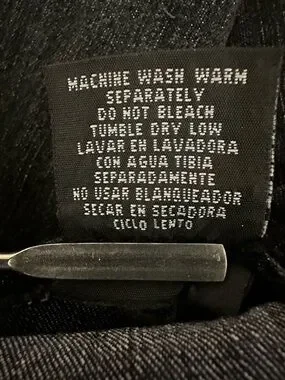 MACHINE WASH WARM
SEPARATELY
DO NOT BLEACH
TUMBLE DRY LOW
LAVAR EN LAVADORA
CON AGUA TIBIA
SEPARADAMENTE
NO USAR BLANQUEADOR
SECAR EN SECADORA
CICLO LENTO